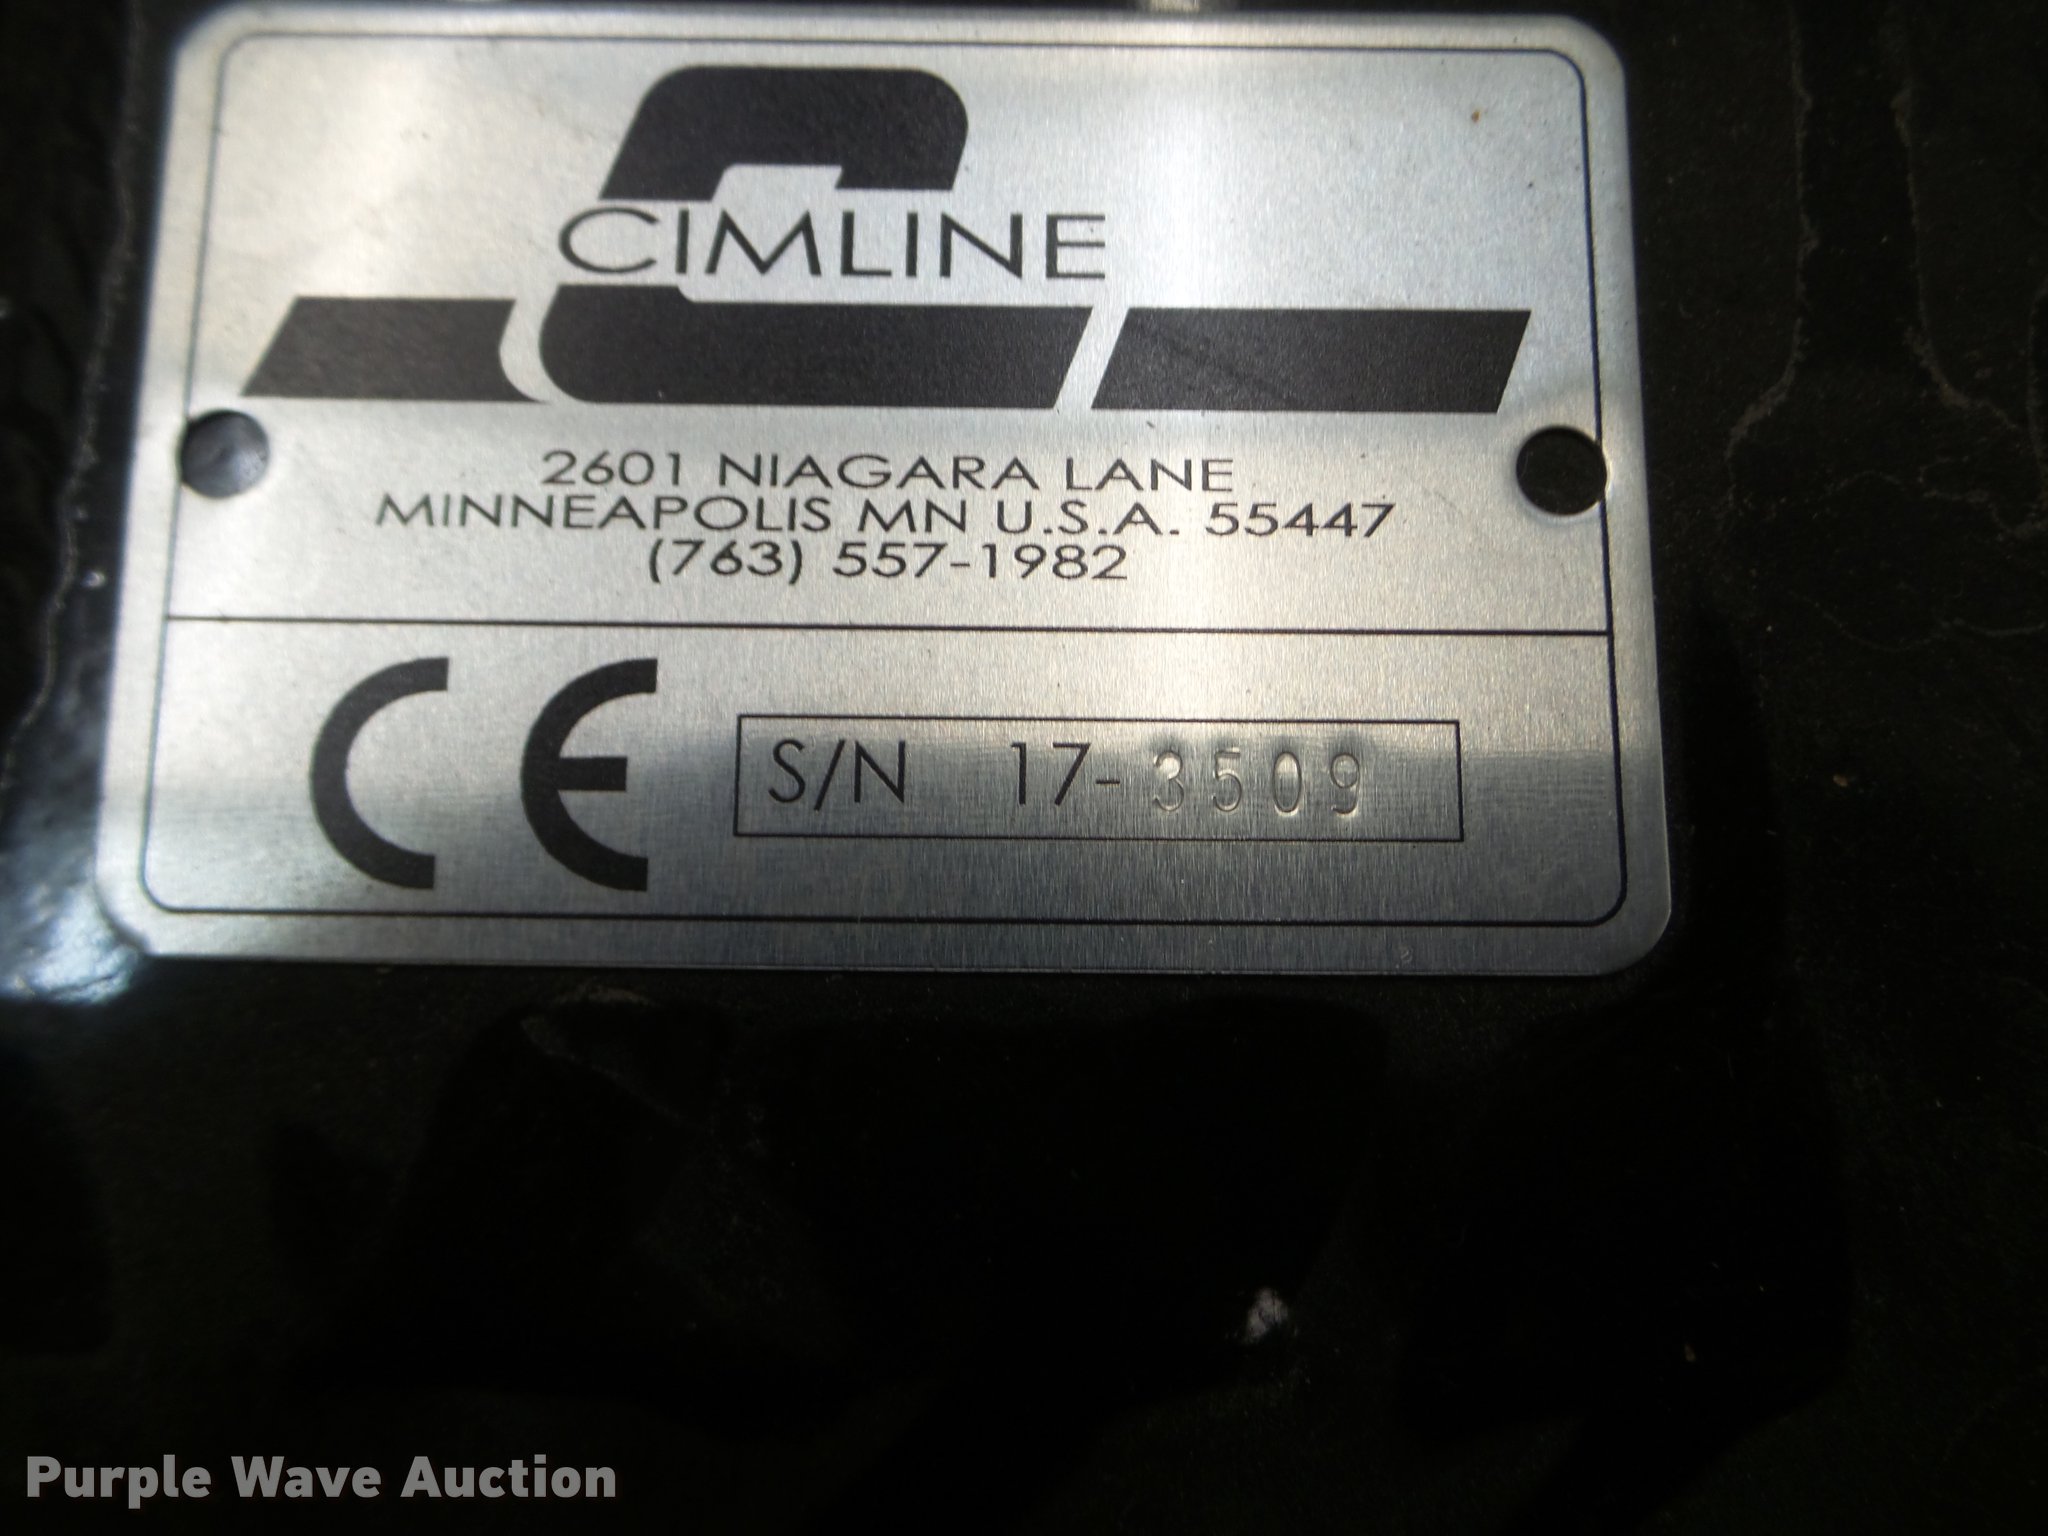 CIMLINE
2601 NIAGARA LANE
MINNEAPOLIS MN U.S.A. 55447
(763) 557-1982
CE
S/N 17-3509
Purple Wave Auction